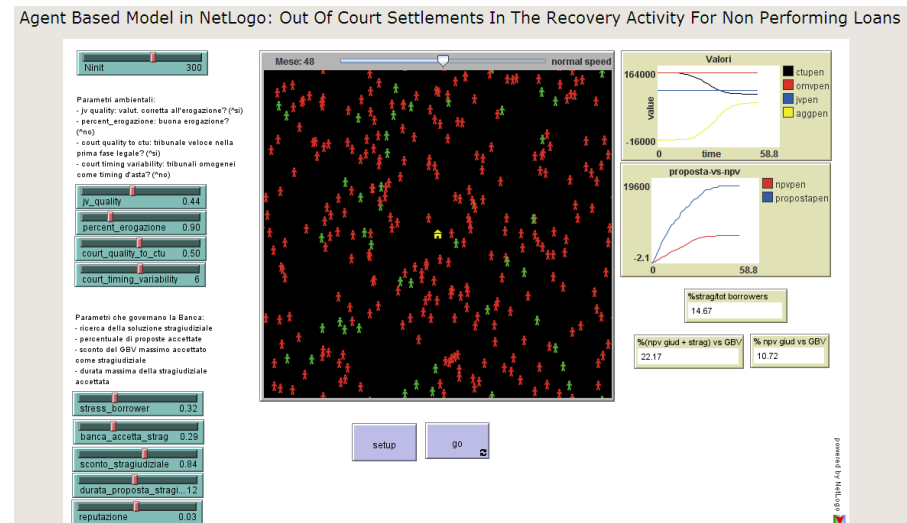 Agent Based Model in NetLogo: Out Of Court Settlements In The Recovery Activity For Non Performing Loans
Ninit 300
Parametri ambientali:
- jv quality: valut. corretta all'erogazione? (^si)
- percent_erogazione: buona erogazione?
(^no)
- court quality to ctu: tribunale veloce nella
prima fase legale? (^si)
- court timing variability: tribunali omogenei
come timing d'asta? (^no)
jv_quality 0.44
percent_erogazione 0.90
court_quality_to_ctu 0.50
court_timing_variability 6
Parametri che governano la Banca:
- ricerca della soluzione stragiudiziale
- percentuale di proposte accettate
- sconto del GBV massimo accettato
come stragiudiziale
- durata massima della stragiudiziale
accettata
stress_borrower 0.32
banca_accetta_strag 0.29
sconto_stragiudiziale 0.84
durata_proposta_stragi... 12
reputazione 0.03
Mese: 48 normal speed
setup
go
Valori
164000
value
-16000
0 time 58.8
ctupen
omvpen
jvpen
aggpen
proposta-vs-npv
19600
-2.1
0 58.8
npvpen
propostapen
%strag/tot borrowers
14.67
%(npv giud + strag) vs GBV
22.17
% npv giud vs GBV
10.72
powered by NetLogo